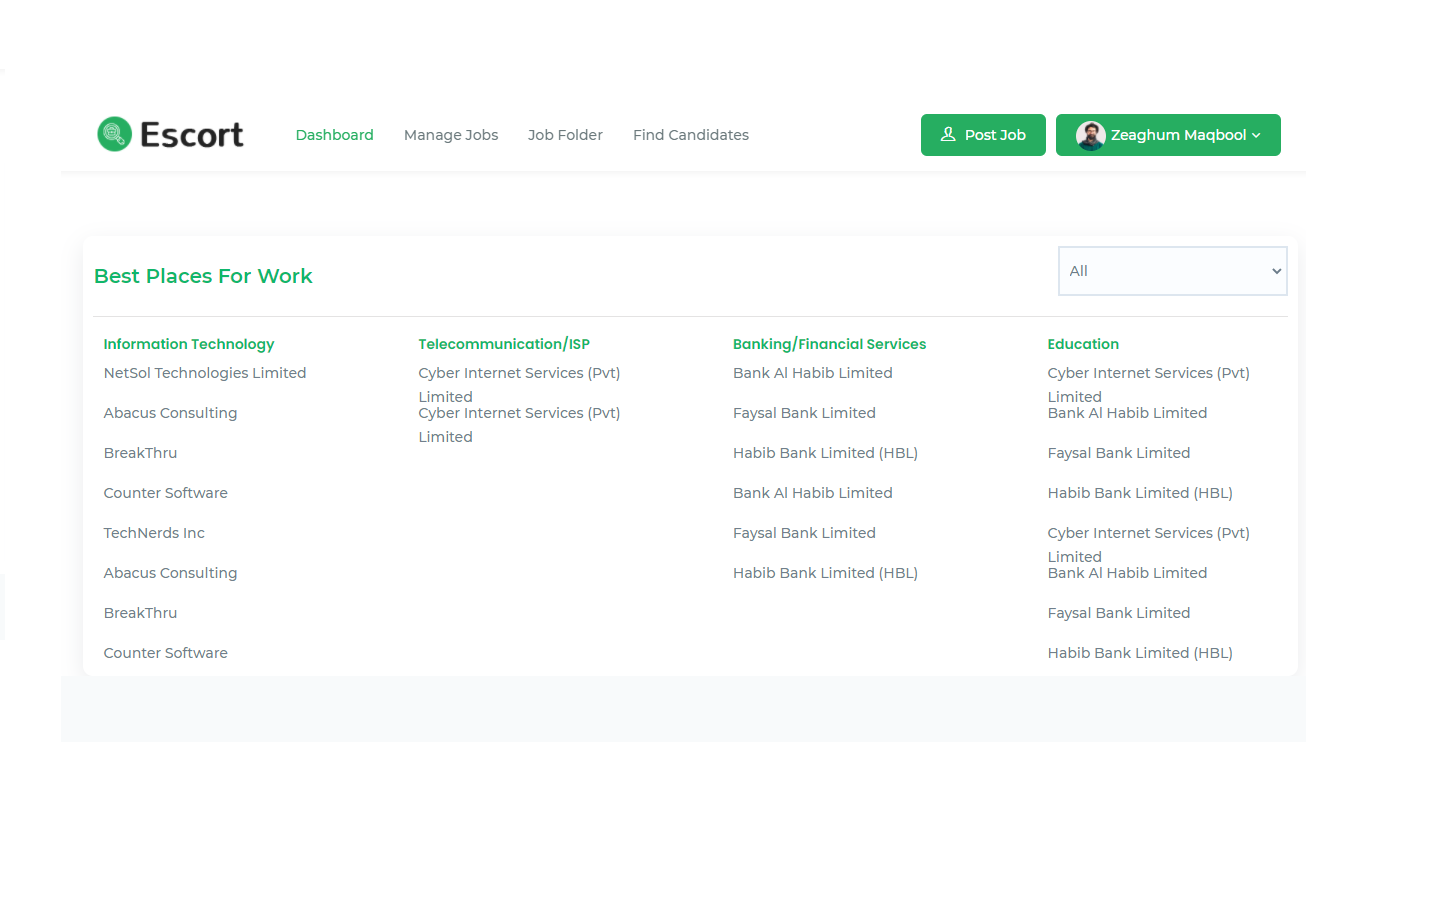 Escort
Dashboard
Manage Jobs
Job Folder
Find Candidates
Post Job
Zeaghum Maqbool
Best Places For Work
All
Information Technology
NetSol Technologies Limited
Abacus Consulting
BreakThru
Counter Software
TechNerds Inc
Abacus Consulting
BreakThru
Counter Software
Telecommunication/ISP
Cyber Internet Services (Pvt)
Limited
Cyber Internet Services (Pvt)
Limited
Banking/Financial Services
Bank Al Habib Limited
Faysal Bank Limited
Habib Bank Limited (HBL)
Bank Al Habib Limited
Faysal Bank Limited
Habib Bank Limited (HBL)
Education
Cyber Internet Services (Pvt)
Limited
Bank Al Habib Limited
Faysal Bank Limited
Habib Bank Limited (HBL)
Cyber Internet Services (Pvt)
Limited
Bank Al Habib Limited
Faysal Bank Limited
Habib Bank Limited (HBL)